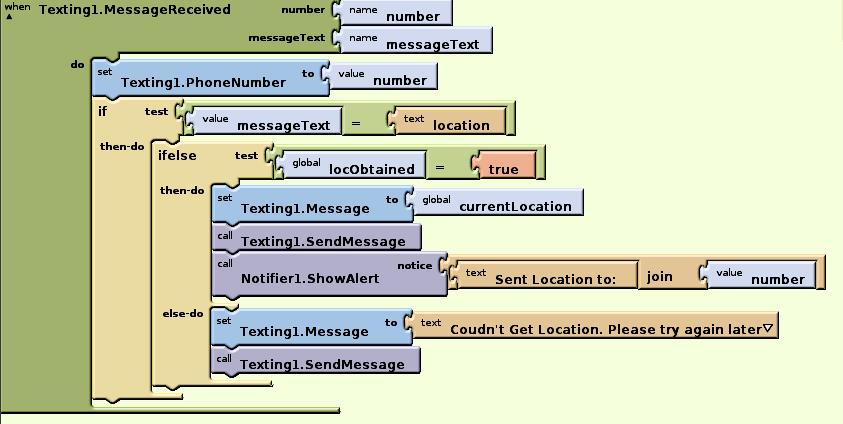 when Texting1.MessageReceived number name number
messageText name messageText
do set Texting1.PhoneNumber to value number
if test value messageText = text location
then-do ifelse test global locObtained = true
then-do set Texting1.Message to global currentLocation
call Texting1.SendMessage
call Notifier1.ShowAlert notice text Sent Location to: join value number
else-do set Texting1.Message to text Coudn't Get Location. Please try again later
call Texting1.SendMessage